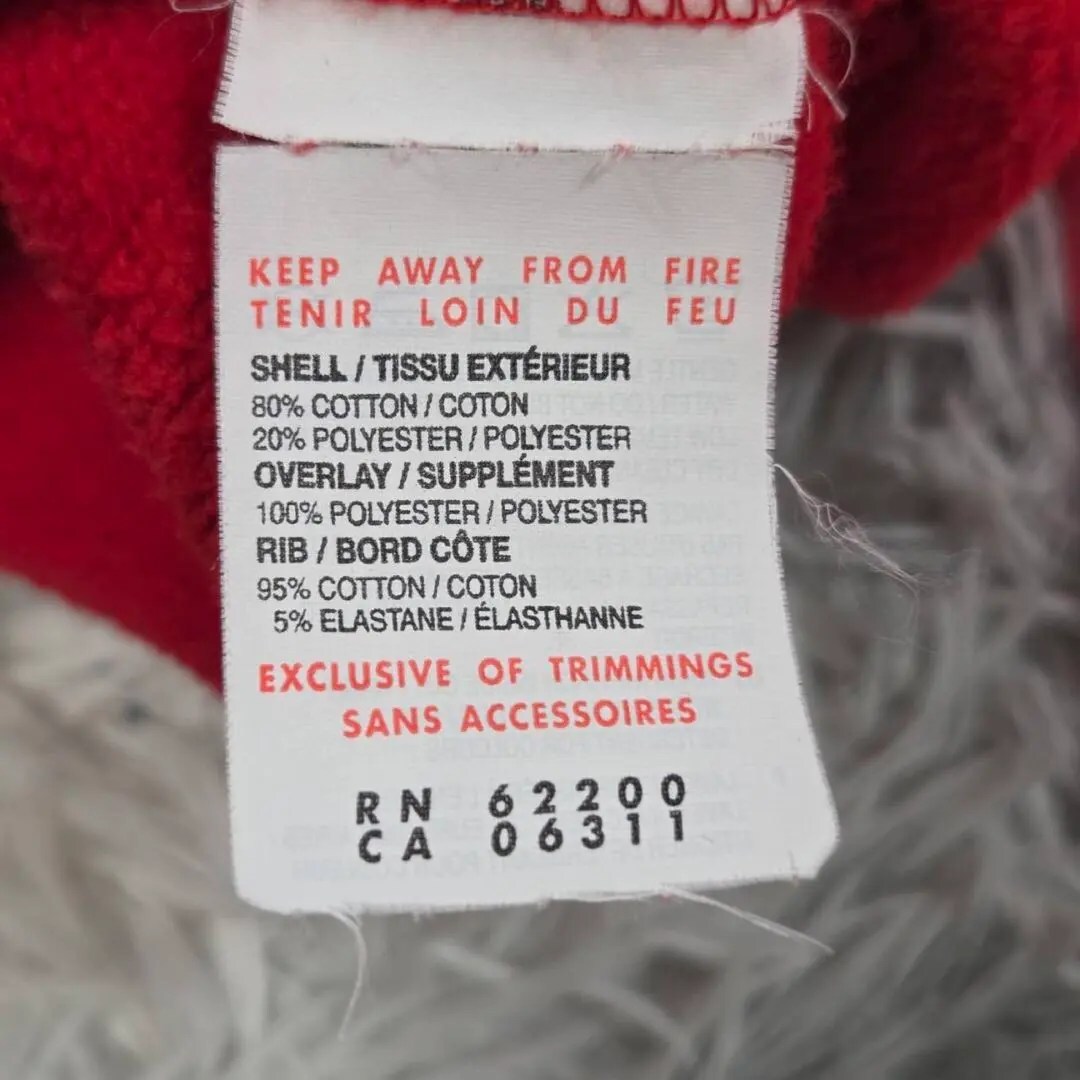 KEEP AWAY FROM FIRE
TENIR LOIN DU FEU
SHELL / TISSU EXTÉRIEUR
80% COTTON / COTON
20% POLYESTER / POLYESTER
OVERLAY / SUPPLÉMENT
100% POLYESTER / POLYESTER
RIB / BORD CÔTE
95% COTTON / COTON
5% ELASTANE / ÉLASTHANNE
EXCLUSIVE OF TRIMMINGS
SANS ACCESSOIRES
RN 62200
CA 06311